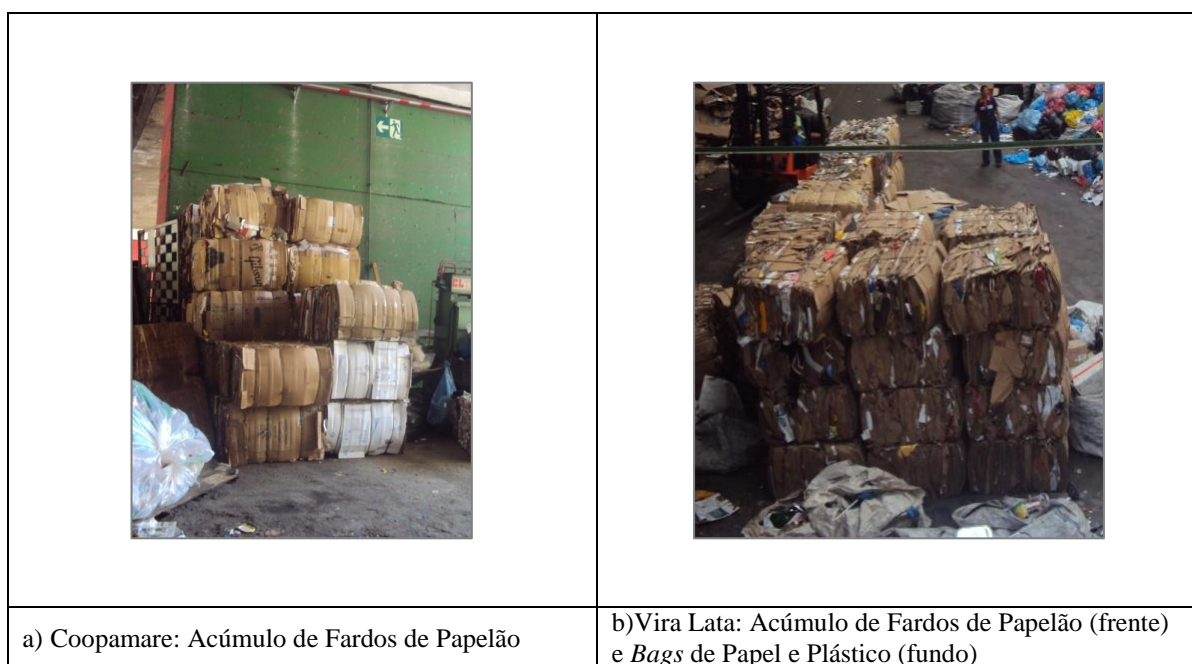 Gibson
a) Coopamare: Acúmulo de Fardos de Papelão
b)Vira Lata: Acúmulo de Fardos de Papelão (frente)
e Bags de Papel e Plástico (fundo)